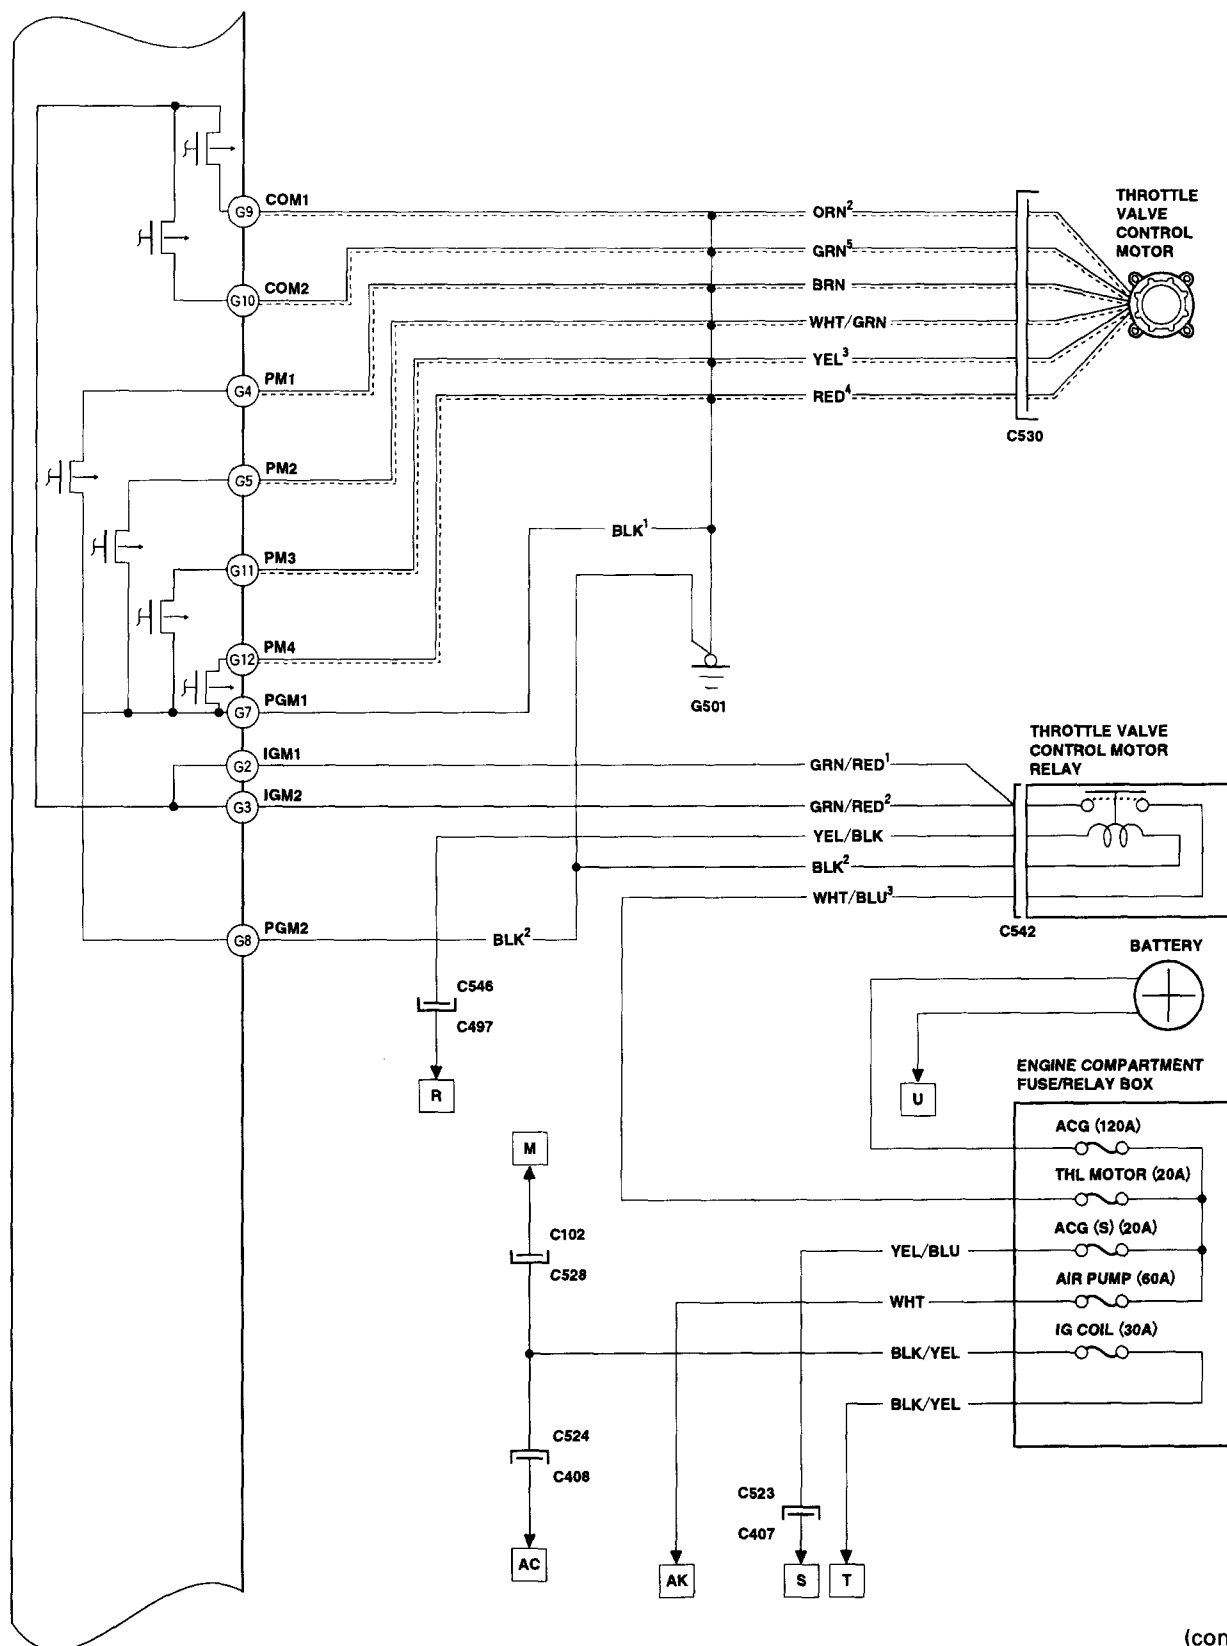 COM1
G9
COM2
G10
PM1
G4
PM2
G5
PM3
G11
PM4
G12
PGM1
G7
IGM1
G2
IGM2
G3
PGM2
G8
ORN²
GRN⁵
BRN
WHT/GRN
YEL³
RED⁴
C530
THROTTLE
VALVE
CONTROL
MOTOR
BLK¹
G501
THROTTLE VALVE
CONTROL MOTOR
RELAY
GRN/RED¹
GRN/RED²
YEL/BLK
BLK²
WHT/BLU³
C542
BLK²
C546
C497
R
BATTERY
U
ENGINE COMPARTMENT
FUSE/RELAY BOX
ACG (120A)
THL MOTOR (20A)
ACG (S) (20A)
AIR PUMP (60A)
IG COIL (30A)
M
C102
C528
YEL/BLU
WHT
BLK/YEL
BLK/YEL
C524
C408
AC
AK
C523
C407
S
T
(con